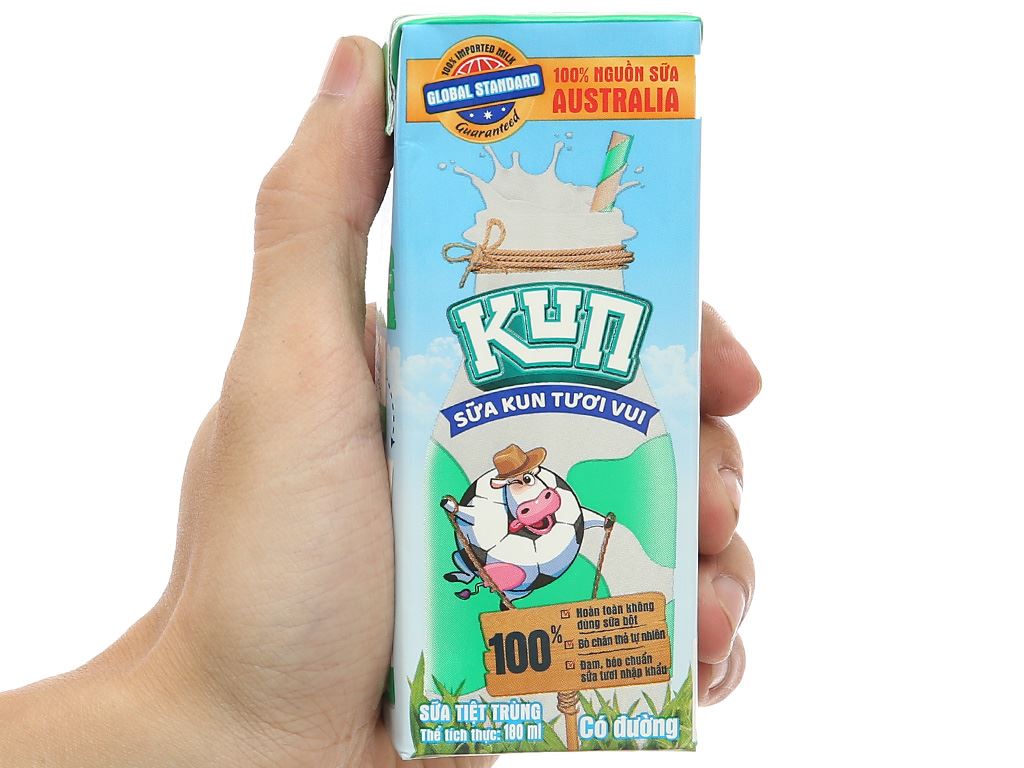 100% IMPORTED MILK
GLOBAL STANDARD
Guaranteed
100% NGUỒN SỮA
AUSTRALIA
KUN
SỮA KUN TƯƠI VUI
100%
Hoàn toàn không
dùng sữa bột
Bò chăn thả tự nhiên
Đạm, béo chuẩn
sữa tươi nhập khẩu
SỮA TIỆT TRÙNG
Thể tích thực: 180 ml
Có đường